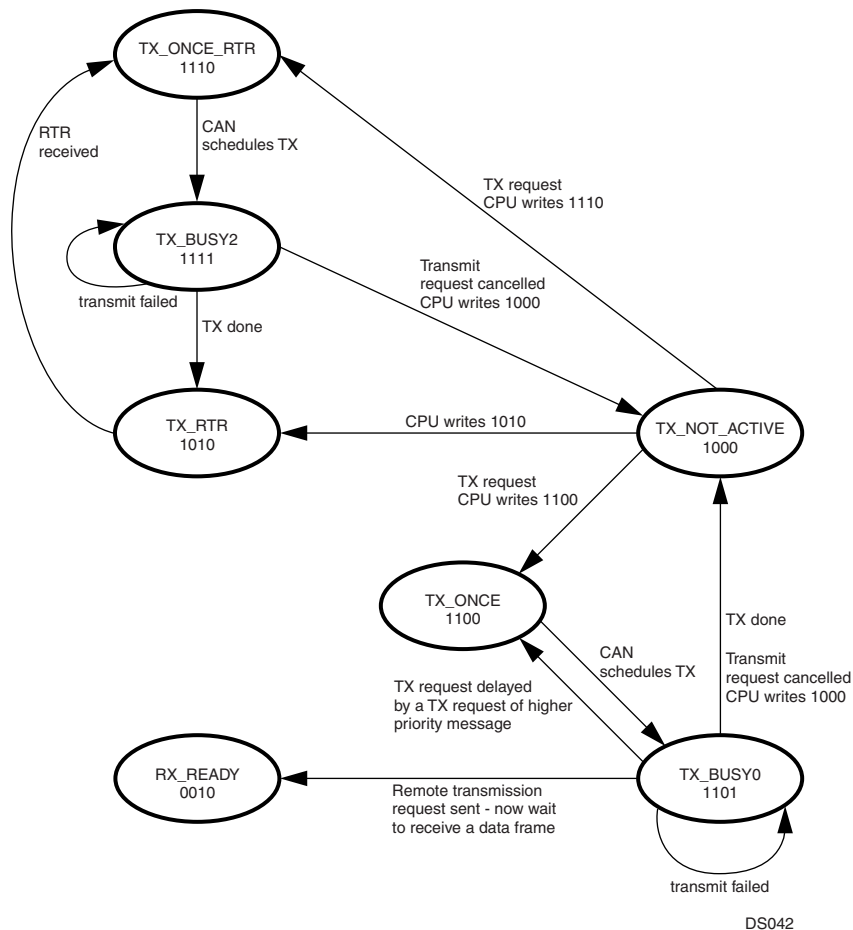 TX_ONCE_RTR
1110
RTR
received
CAN
schedules TX
TX request
CPU writes 1110
TX_BUSY2
1111
transmit failed
Transmit
request cancelled
CPU writes 1000
TX done
TX_RTR
1010
CPU writes 1010
TX_NOT_ACTIVE
1000
TX request
CPU writes 1100
TX_ONCE
1100
CAN
schedules TX
TX done
Transmit
request cancelled
CPU writes 1000
TX request delayed
by a TX request of higher
priority message
RX_READY
0010
Remote transmission
request sent - now wait
to receive a data frame
TX_BUSY0
1101
transmit failed
DS042